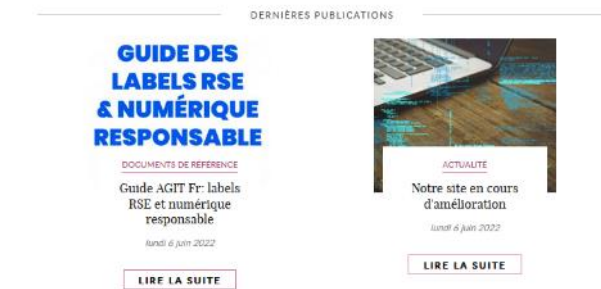 DERNIÈRES PUBLICATIONS
GUIDE DES
LABELS RSE
& NUMÉRIQUE
RESPONSABLE
DOCUMENTS DE RÉFÉRENCE
Guide AGIT Fr: labels
RSE et numérique
responsable
lundi 6 juin 2022
LIRE LA SUITE
ACTUALITÉ
Notre site en cours
d'amélioration
lundi 6 juin 2022
LIRE LA SUITE